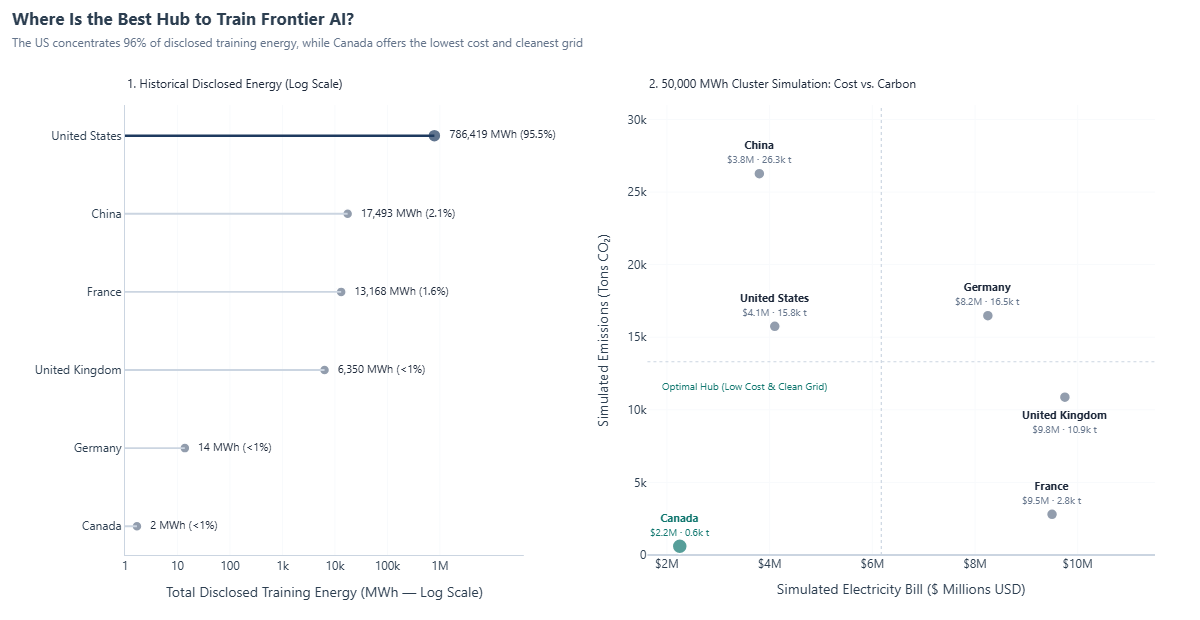 Where Is the Best Hub to Train Frontier AI?
The US concentrates 96% of disclosed training energy, while Canada offers the lowest cost and cleanest grid
1. Historical Disclosed Energy (Log Scale)
United States
786,419 MWh (95.5%)
China
17,493 MWh (2.1%)
France
13,168 MWh (1.6%)
United Kingdom
6,350 MWh (<1%)
Germany
14 MWh (<1%)
Canada
2 MWh (<1%)
1
10
100
1k
10k
100k
1M
Total Disclosed Training Energy (MWh — Log Scale)
2. 50,000 MWh Cluster Simulation: Cost vs. Carbon
Simulated Emissions (Tons CO₂)
30k
25k
20k
15k
10k
5k
0
China
$3.8M · 26.3k t
Germany
$8.2M · 16.5k t
United States
$4.1M · 15.8k t
Optimal Hub (Low Cost & Clean Grid)
United Kingdom
$9.8M · 10.9k t
France
$9.5M · 2.8k t
Canada
$2.2M · 0.6k t
$2M
$4M
$6M
$8M
$10M
Simulated Electricity Bill ($ Millions USD)